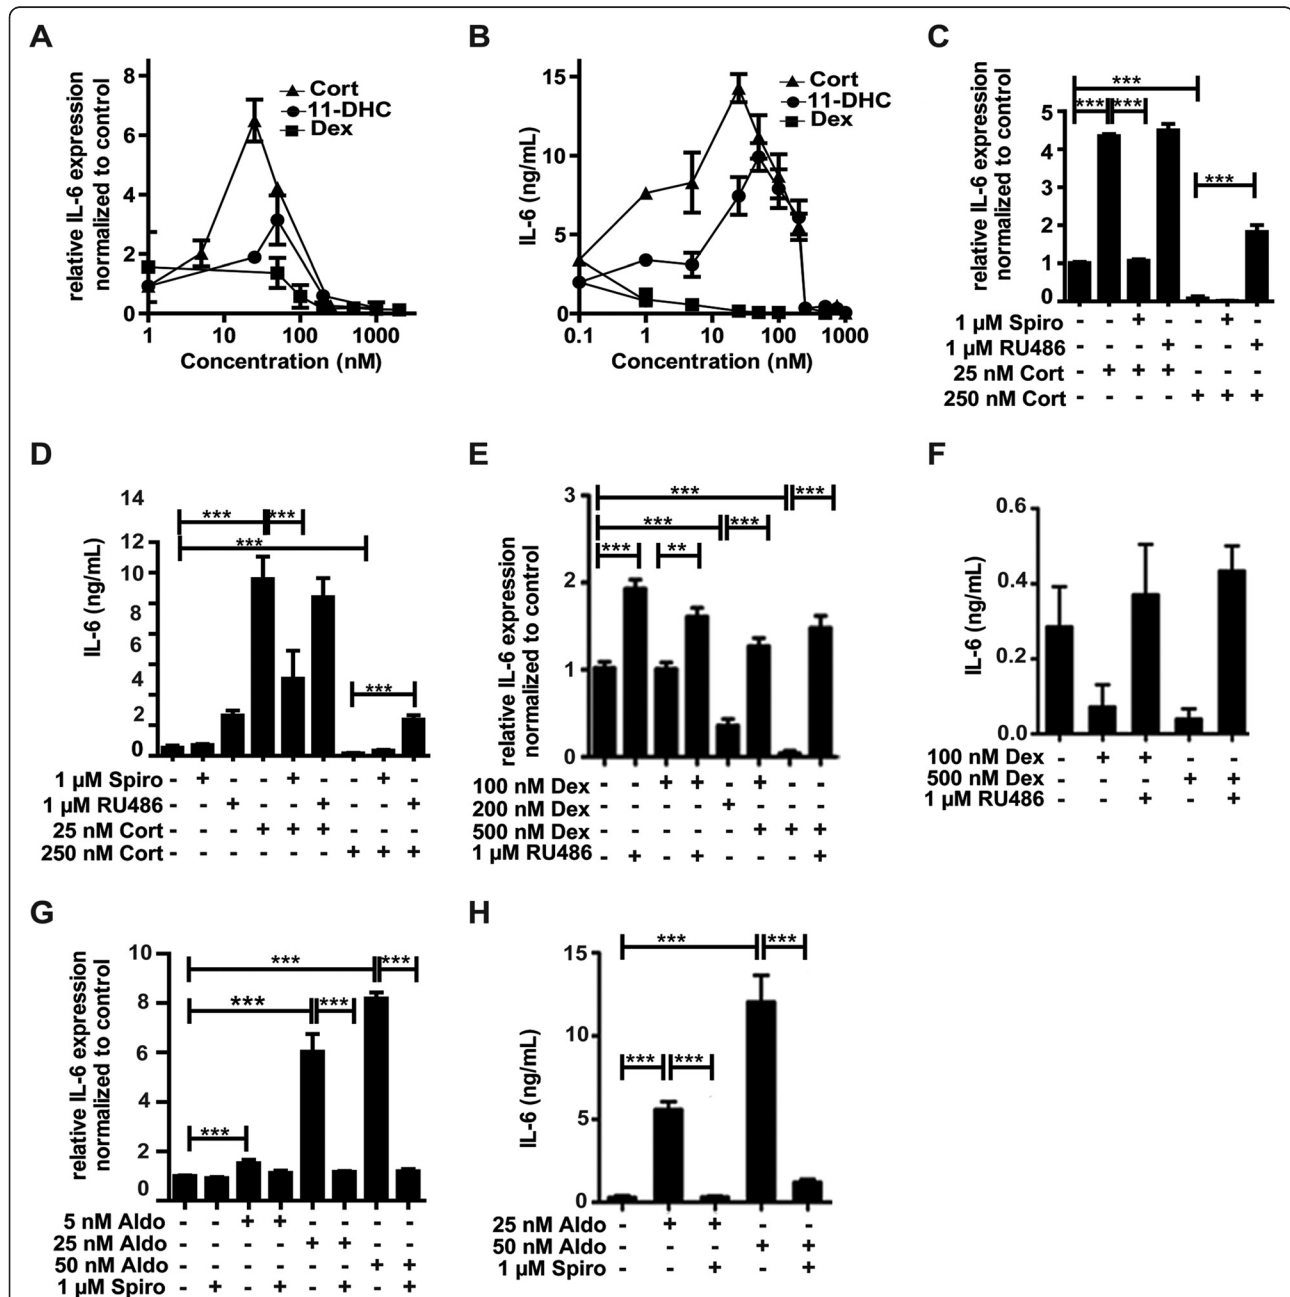 A
relative IL-6 expression
normalized to control
8
6
4
2
0
1
10
100
1000
Concentration (nM)
Cort
11-DHC
Dex
B
IL-6 (ng/mL)
15
10
5
0
0.1
1
10
100
1000
Concentration (nM)
Cort
11-DHC
Dex
C
relative IL-6 expression
normalized to control
5
4
3
2
1
0
***
*** ***
***
1 µM Spiro - - + - - + -
1 µM RU486 - - - + - - +
25 nM Cort - + + + - - -
250 nM Cort - - - - + + +
D
IL-6 (ng/mL)
14
12
10
8
6
4
2
0
*** ***
***
***
1 µM Spiro - + - - + - - + -
1 µM RU486 - - + - - + - - +
25 nM Cort - - - + + + - - -
250 nM Cort - - - - - - + + +
E
relative IL-6 expression
normalized to control
3
2
1
0
*** ***
*** ***
*** **
100 nM Dex - - + + - + - -
200 nM Dex - - - - + - - -
500 nM Dex - - - - - + + +
1 µM RU486 - + - + - - - +
F
IL-6 (ng/mL)
0.6
0.4
0.2
0.0
100 nM Dex - + + - -
500 nM Dex - - - + +
1 µM RU486 - - + - +
G
relative IL-6 expression
normalized to control
10
8
6
4
2
0
*** ***
*** ***
***
5 nM Aldo - - + + - - - -
25 nM Aldo - - - - + + - -
50 nM Aldo - - - - - - + +
1 µM Spiro - + - + - + - +
H
IL-6 (ng/mL)
15
10
5
0
*** ***
*** ***
25 nM Aldo - + + - -
50 nM Aldo - - - + +
1 µM Spiro - - + - +